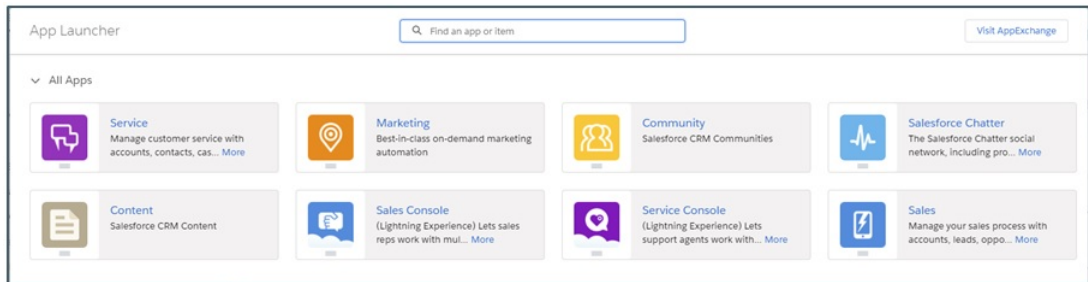 App Launcher
Find an app or item
Visit AppExchange
All Apps
Service
Manage customer service with
accounts, contacts, cas... More
Marketing
Best-in-class on-demand marketing
automation
Community
Salesforce CRM Communities
Salesforce Chatter
The Salesforce Chatter social
network, including pro... More
Content
Salesforce CRM Content
Sales Console
(Lightning Experience) Lets sales
reps work with mul... More
Service Console
(Lightning Experience) Lets
support agents work with... More
Sales
Manage your sales process with
accounts, leads, oppo... More